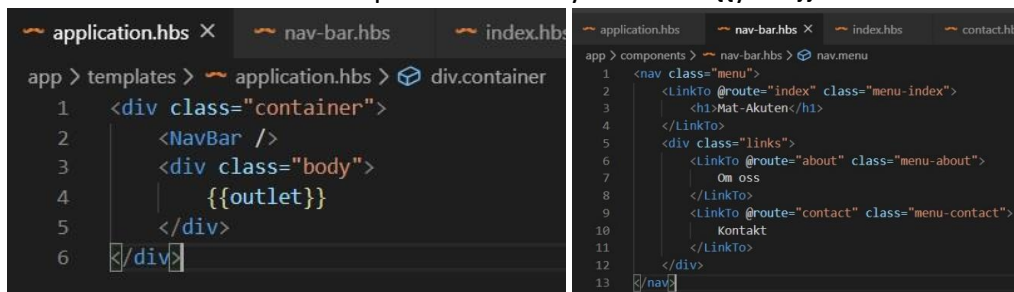 application.hbs nav-bar.hbs index.hbs
app > templates > application.hbs > div.container
1 <div class="container">
2 <NavBar />
3 <div class="body">
4 {{outlet}}
5 </div>
6 </div>
application.hbs nav-bar.hbs index.hbs contact.hb
app > components > nav-bar.hbs > nav.menu
1 <nav class="menu">
2 <LinkTo @route="index" class="menu-index">
3 <h1>Mat-Akuten</h1>
4 </LinkTo>
5 <div class="links">
6 <LinkTo @route="about" class="menu-about">
7 Om oss
8 </LinkTo>
9 <LinkTo @route="contact" class="menu-contact">
10 Kontakt
11 </LinkTo>
12 </div>
13 </nav>